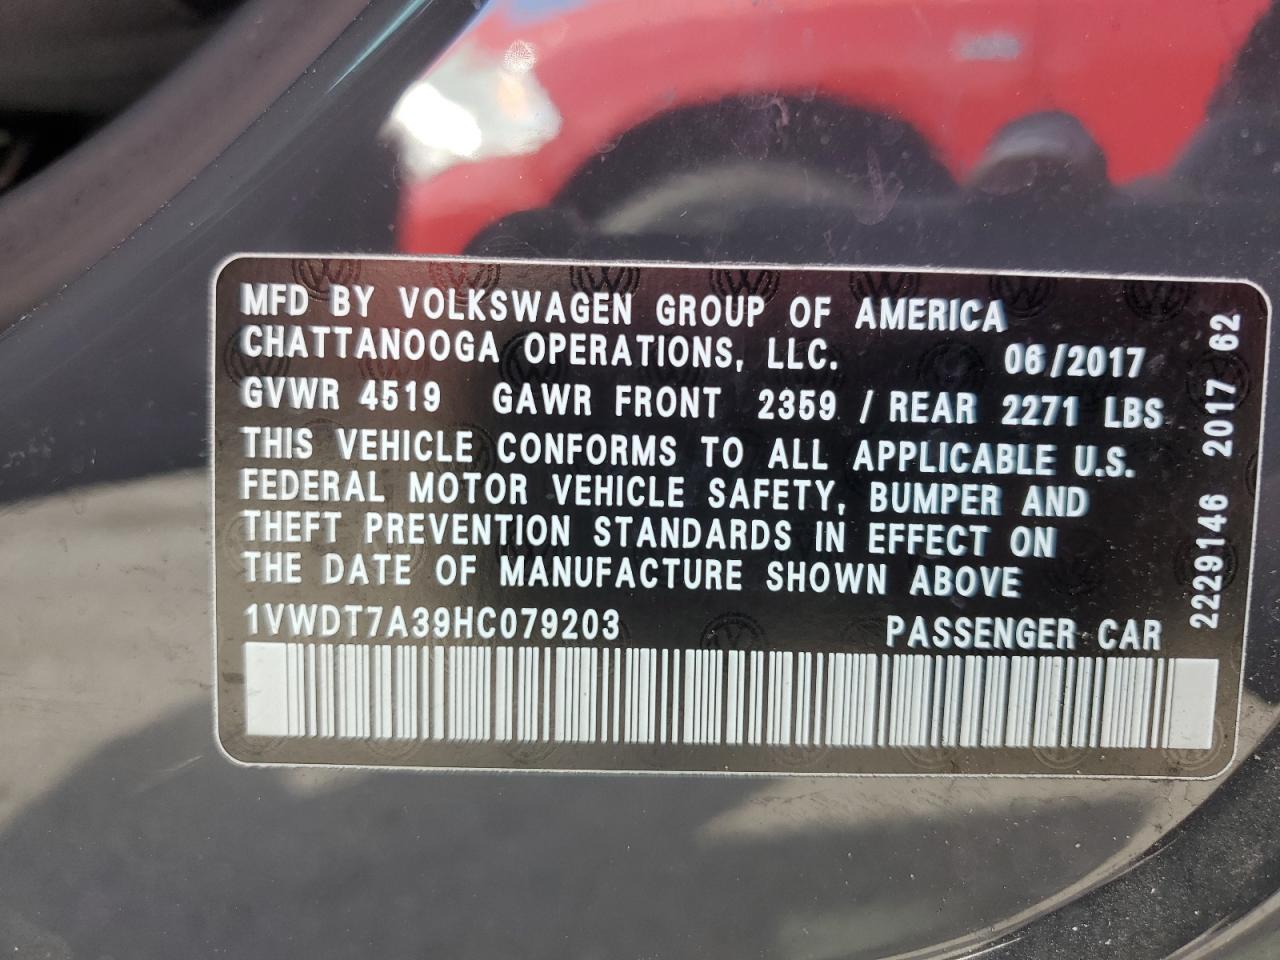 MFD BY VOLKSWAGEN GROUP OF AMERICA
CHATTANOOGA OPERATIONS, LLC. 06/2017
GVWR 4519 GAWR FRONT 2359 / REAR 2271 LBS
THIS VEHICLE CONFORMS TO ALL APPLICABLE U.S.
FEDERAL MOTOR VEHICLE SAFETY, BUMPER AND
THEFT PREVENTION STANDARDS IN EFFECT ON
THE DATE OF MANUFACTURE SHOWN ABOVE
1VWDT7A39HC079203 PASSENGER CAR
2229146 2017 62